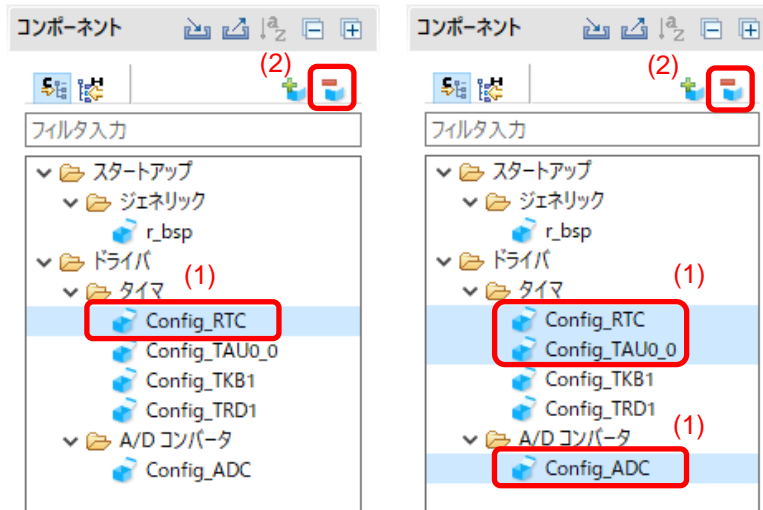 コンポーネント
(2)
フィルタ入力
スタートアップ
ジェネリック
r_bsp
ドライバ
(1)
タイマ
Config_RTC
Config_TAU0_0
Config_TKB1
Config_TRD1
A/D コンバータ
Config_ADC
コンポーネント
(2)
フィルタ入力
スタートアップ
ジェネリック
r_bsp
ドライバ
(1)
タイマ
Config_RTC
Config_TAU0_0
Config_TKB1
Config_TRD1
A/D コンバータ
(1)
Config_ADC